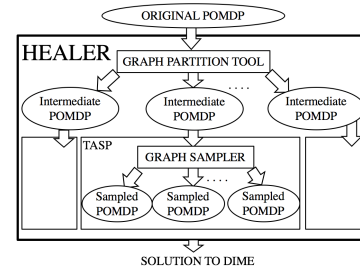 ORIGINAL POMDP
HEALER
GRAPH PARTITION TOOL
. . . .
Intermediate
POMDP
Intermediate
POMDP
Intermediate
POMDP
TASP
GRAPH SAMPLER
. . . .
Sampled
POMDP
Sampled
POMDP
Sampled
POMDP
SOLUTION TO DIME